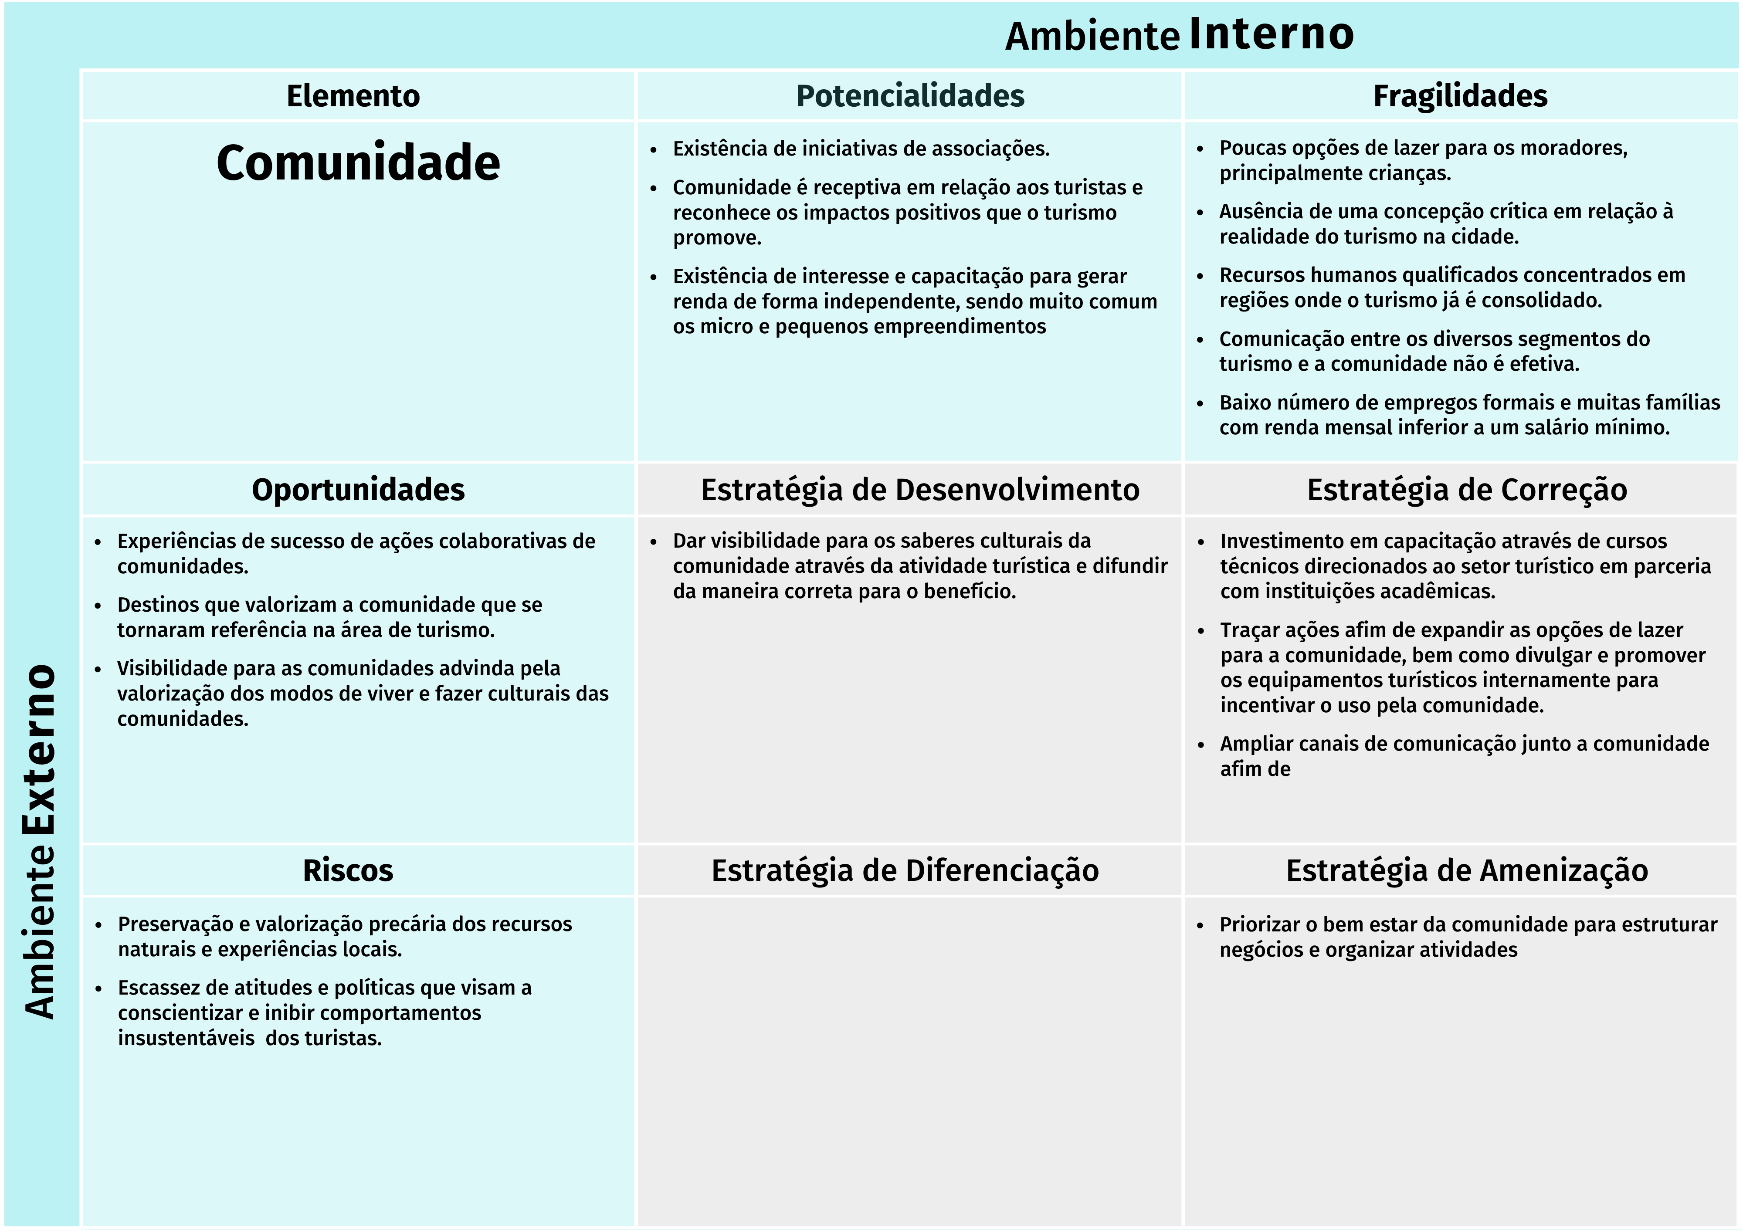 Ambiente Interno
Elemento
Potencialidades
Fragilidades
Comunidade
• Existência de iniciativas de associações.
• Comunidade é receptiva em relação aos turistas e
reconhece os impactos positivos que o turismo
promove.
• Existência de interesse e capacitação para gerar
renda de forma independente, sendo muito comum
os micro e pequenos empreendimentos
• Poucas opções de lazer para os moradores,
principalmente crianças.
• Ausência de uma concepção crítica em relação à
realidade do turismo na cidade.
• Recursos humanos qualificados concentrados em
regiões onde o turismo já é consolidado.
• Comunicação entre os diversos segmentos do
turismo e a comunidade não é efetiva.
• Baixo número de empregos formais e muitas famílias
com renda mensal inferior a um salário mínimo.
Ambiente Externo
Oportunidades
Estratégia de Desenvolvimento
Estratégia de Correção
• Experiências de sucesso de ações colaborativas de
comunidades.
• Destinos que valorizam a comunidade que se
tornaram referência na área de turismo.
• Visibilidade para as comunidades advinda pela
valorização dos modos de viver e fazer culturais das
comunidades.
• Dar visibilidade para os saberes culturais da
comunidade através da atividade turística e difundir
da maneira correta para o benefício.
• Investimento em capacitação através de cursos
técnicos direcionados ao setor turístico em parceria
com instituições acadêmicas.
• Traçar ações afim de expandir as opções de lazer
para a comunidade, bem como divulgar e promover
os equipamentos turísticos internamente para
incentivar o uso pela comunidade.
• Ampliar canais de comunicação junto a comunidade
afim de
Riscos
Estratégia de Diferenciação
Estratégia de Amenização
• Preservação e valorização precária dos recursos
naturais e experiências locais.
• Escassez de atitudes e políticas que visam a
conscientizar e inibir comportamentos
insustentáveis  dos turistas.
• Priorizar o bem estar da comunidade para estruturar
negócios e organizar atividades